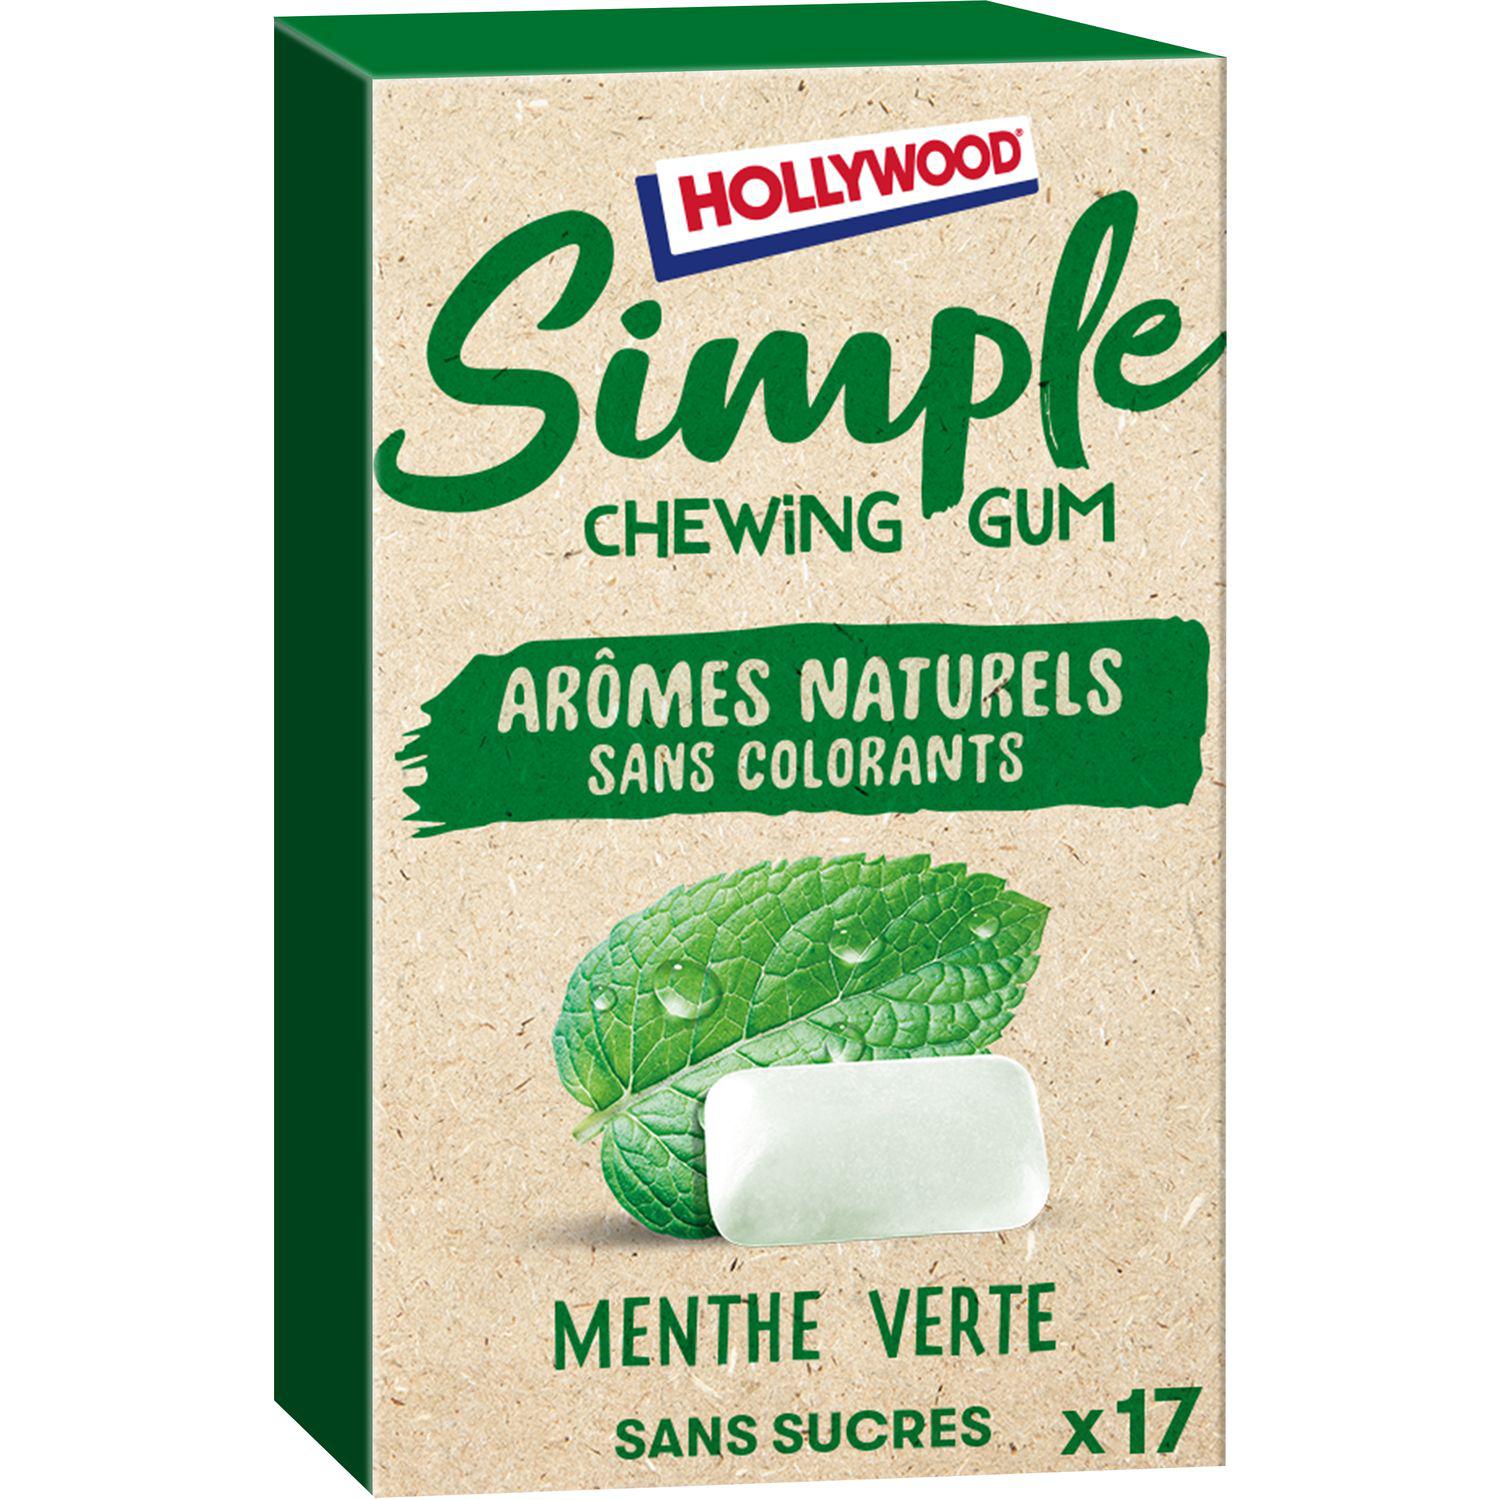 HOLLYWOOD®
Simple
CHEWiNG GUM
ARÔMES NATURELS
SANS COLORANTS
MENTHE VERTE
SANS SUCRES x17